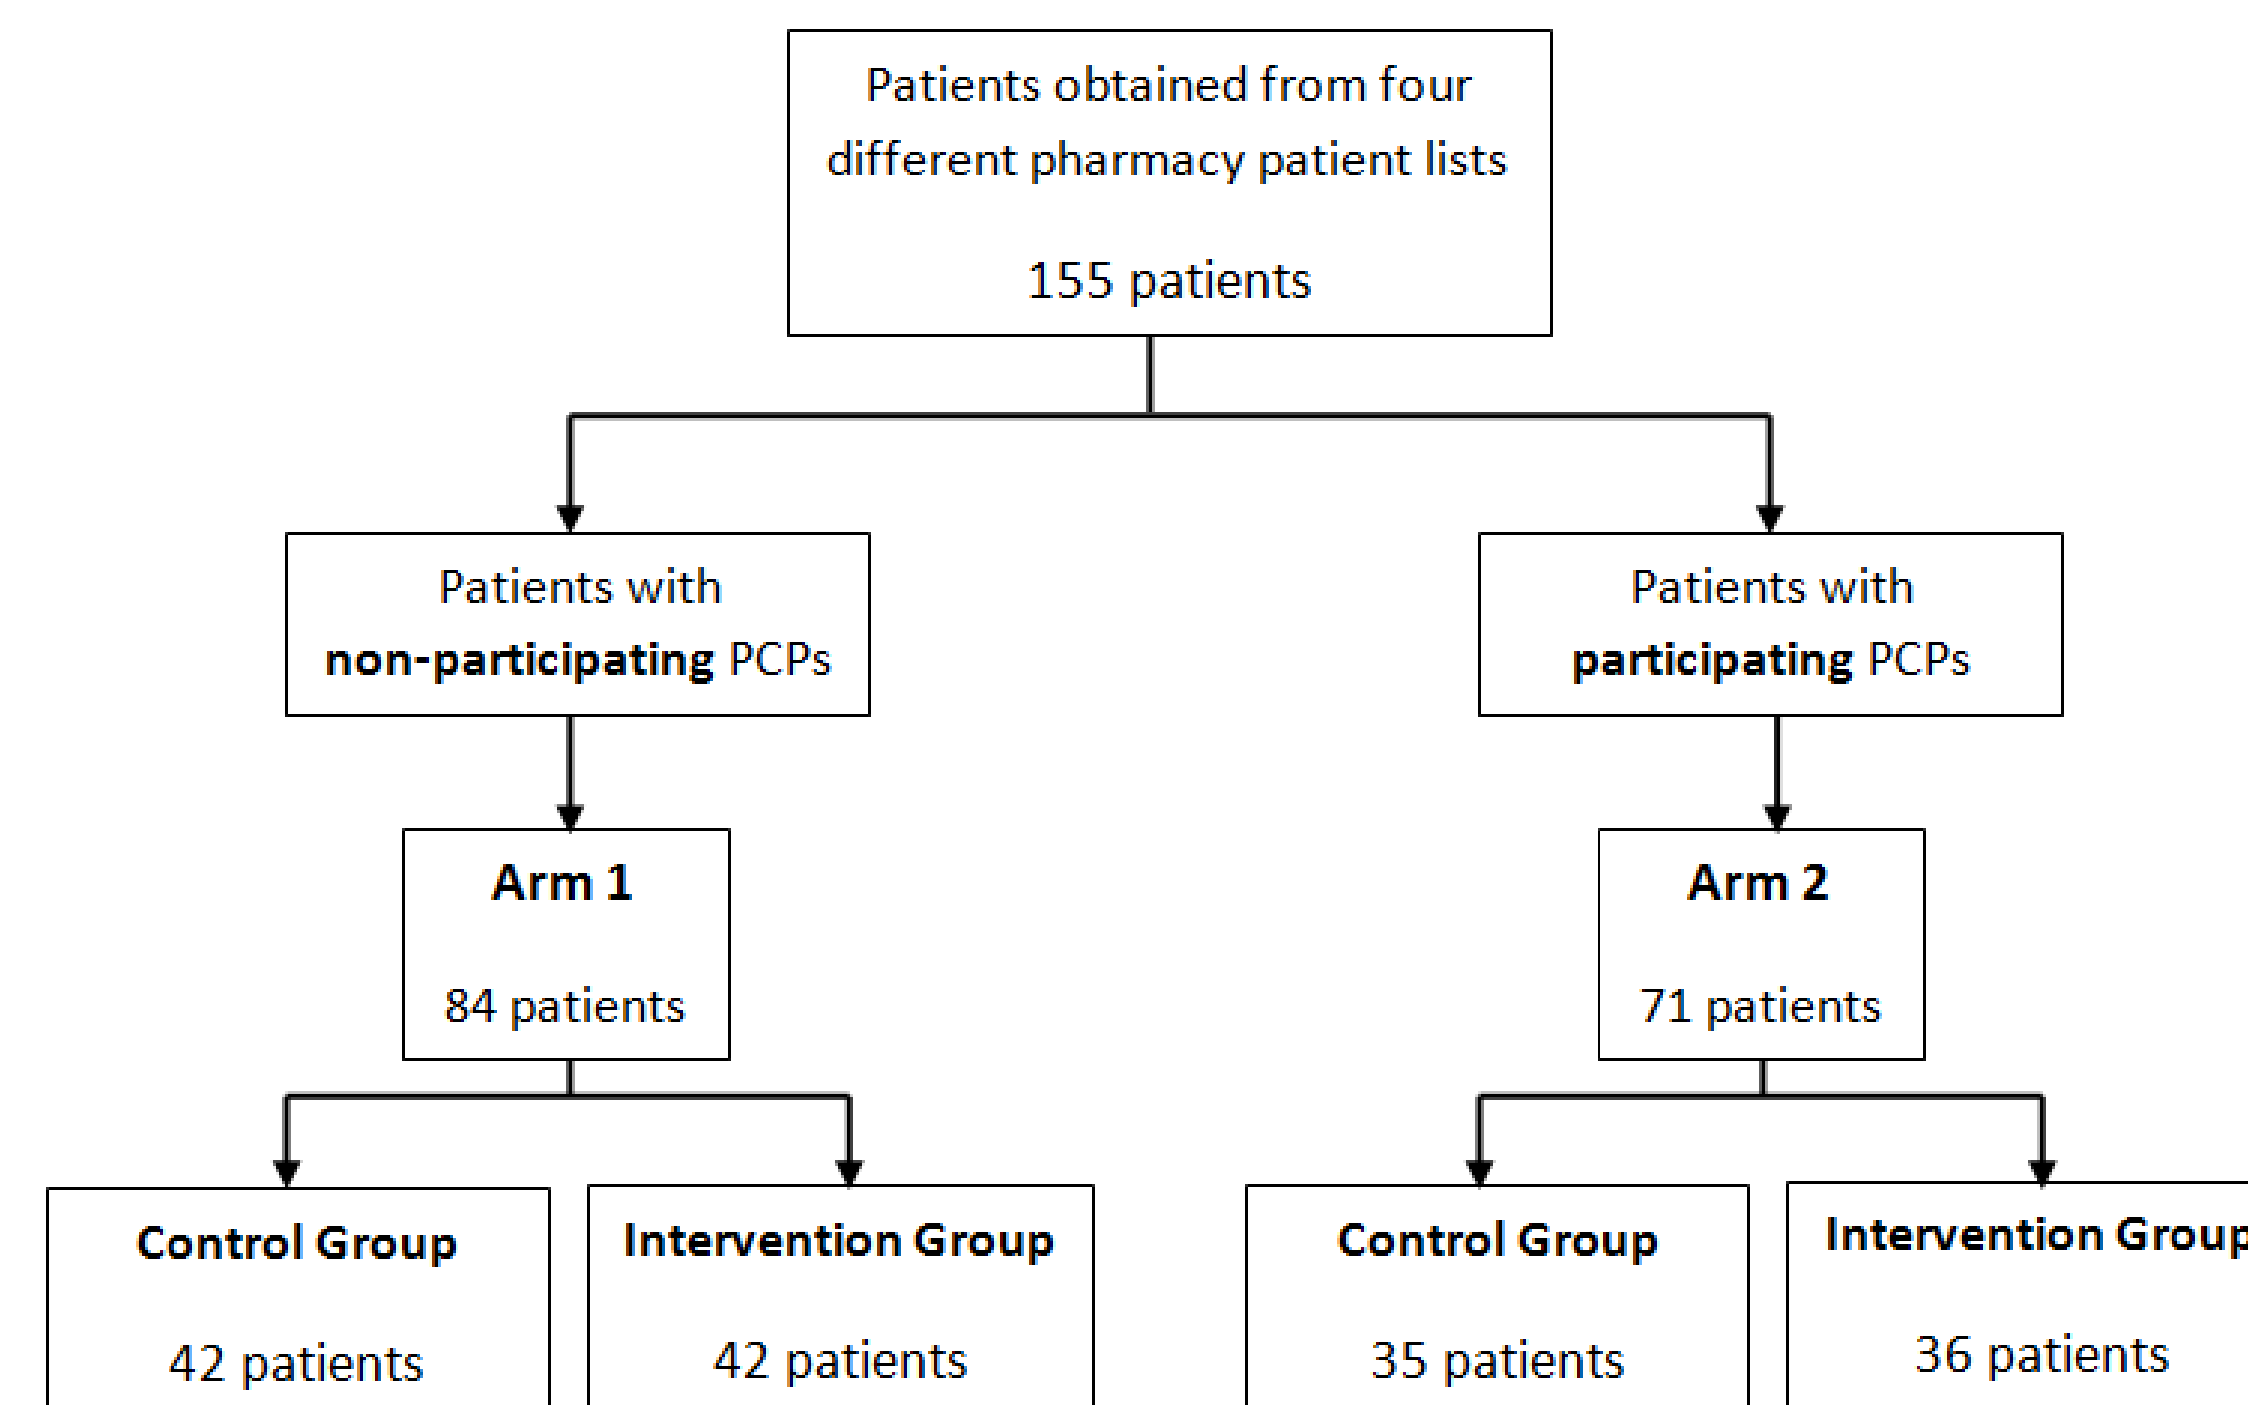 Patients obtained from four
different pharmacy patient lists
155 patients
Patients with
non-participating PCPs
Patients with
participating PCPs
Arm 1
84 patients
Arm 2
71 patients
Control Group
42 patients
Intervention Group
42 patients
Control Group
35 patients
Intervention Group
36 patients